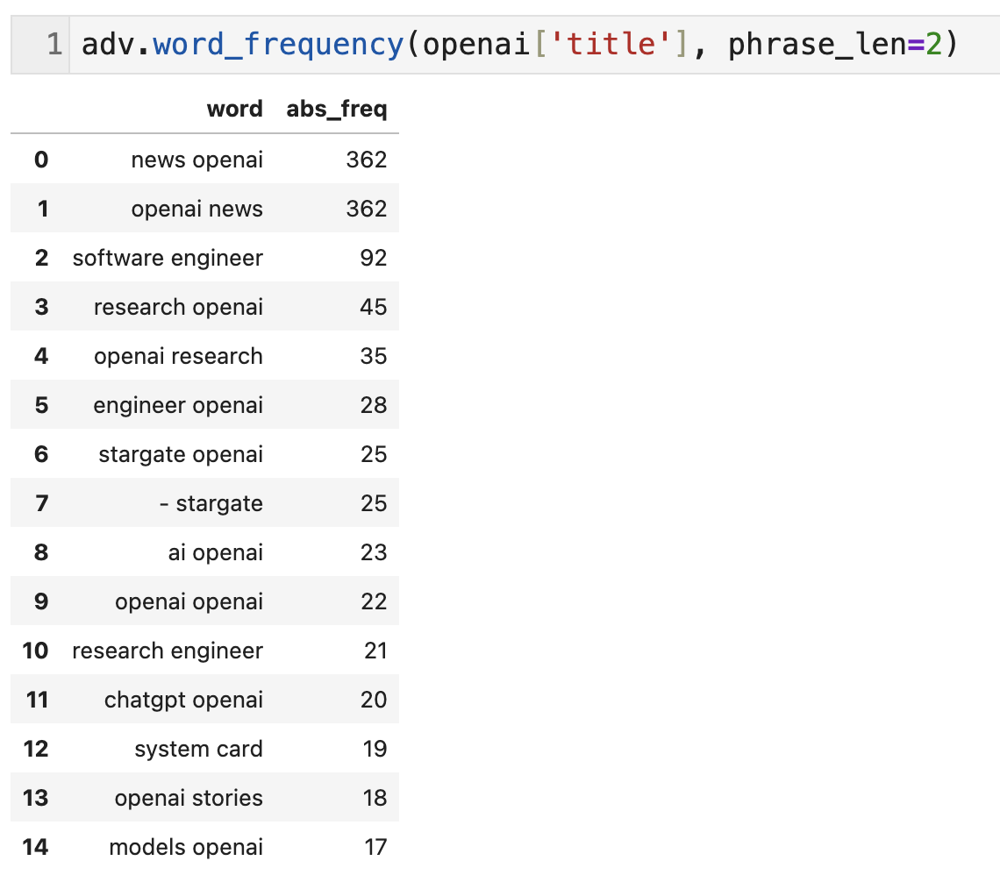 1 adv.word_frequency(openai['title'], phrase_len=2)
word abs_freq
0 news openai 362
1 openai news 362
2 software engineer 92
3 research openai 45
4 openai research 35
5 engineer openai 28
6 stargate openai 25
7 - stargate 25
8 ai openai 23
9 openai openai 22
10 research engineer 21
11 chatgpt openai 20
12 system card 19
13 openai stories 18
14 models openai 17